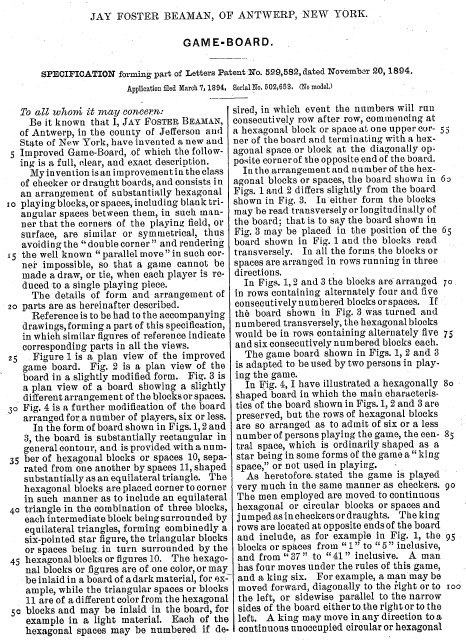 JAY FOSTER BEAMAN, OF ANTWERP, NEW YORK.
GAME-BOARD.
SPECIFICATION forming part of Letters Patent No. 529,582, dated November 20, 1894.
Application filed March 7, 1894. Serial No. 502,653. (No model.)
To all whom it may concern:
Be it known that I, JAY FOSTER BEAMAN,
of Antwerp, in the county of Jefferson and
State of New York, have invented a new and
5 Improved Game-Board, of which the follow-
ing is a full, clear, and exact description.
My invention is an improvement in the class
of checker or draught boards, and consists in
an arrangement of substantially hexagonal
10 playing blocks, or spaces, including blank tri-
angular spaces between them, in such man-
ner that the corners of the playing field, or
surface, are similar or symmetrical, thus
avoiding the "double corner" and rendering
15 the well known "parallel move" in such cor-
ner impossible, so that a game cannot be
made a draw, or tie, when each player is re-
duced to a single playing piece.
The details of form and arrangement of
20 parts are as hereinafter described.
Reference is to be had to the accompanying
drawings, forming a part of this specification,
in which similar figures of reference indicate
corresponding parts in all the views.
25 Figure 1 is a plan view of the improved
game board. Fig. 2 is a plan view of the
board in a slightly modified form. Fig. 3 is
a plan view of a board showing a slightly
different arrangement of the blocks or spaces.
30 Fig. 4 is a further modification of the board
arranged for a number of players, six or less.
In the form of board shown in Figs. 1, 2 and
3, the board is substantially rectangular in
general contour, and is provided with a num-
35 ber of hexagonal blocks or spaces 10, sepa-
rated from one another by spaces 11, shaped
substantially as an equilateral triangle. The
hexagonal blocks are placed corner to corner
in such manner as to include an equilateral
40 triangle in the combination of three blocks,
each intermediate block being surrounded by
equilateral triangles, forming combinedly a
six-pointed star figure, the triangular blocks
or spaces being in turn surrounded by the
45 hexagonal blocks or figures 10. The hexago-
nal blocks or figures are of one color, or may
be inlaid in a board of a dark material, for ex-
ample, while the triangular spaces or blocks
11 are of a different color from the hexagonal
50 blocks and may be inlaid in the board, for
example in a light material. Each of the
hexagonal spaces may be numbered if de-
sired, in which event the numbers will run
consecutively row after row, commencing at
a hexagonal block or space at one upper cor- 55
ner of the board and terminating with a hex-
agonal space or block at the diagonally op-
posite corner of the opposite end of the board.
In the arrangement and number of the hex-
agonal blocks or spaces, the board shown in 60
Figs. 1 and 2 differs slightly from the board
shown in Fig. 3. In either form the blocks
may be read transversely or longitudinally of
the board; that is to say the board shown in
Fig. 3 may be placed in the position of the 65
board shown in Fig. 1 and the blocks read
transversely. In all the forms the blocks or
spaces are arranged in rows running in three
directions.
In Figs. 1, 2 and 3 the blocks are arranged 70
in rows containing alternately four and five
consecutively numbered blocks or spaces. If
the board shown in Fig. 3 was turned and
numbered transversely, the hexagonal blocks
would be in rows containing alternately five 75
and six consecutively numbered blocks each.
The game board shown in Figs. 1, 2 and 3
is adapted to be used by two persons in play-
ing the game.
In Fig. 4, I have illustrated a hexagonally 80
shaped board in which the main characteris-
tics of the board shown in Figs. 1, 2 and 3 are
preserved, but the rows of hexagonal blocks
are so arranged as to admit of six or a less
number of persons playing the game, the cen- 85
tral space, which is ordinarily shaped as a
star being in some forms of the game a "king
space," or not used in playing.
As heretofore stated the game is played
very much in the same manner as checkers. 90
The men employed are moved to continuous
hexagonal or circular blocks or spaces and
jumped as in checkers or draughts. The king
rows are located at opposite ends of the board
and include, as for example in Fig. 1, the 95
blocks or spaces from "1" to "5" inclusive,
and from "37" to "41" inclusive. A man
has four moves under the rules of this game,
and a king six. For example, a man may be
moved forward, diagonally to the right or to 100
the left, or sidewise parallel to the narrow
sides of the board either to the right or to the
left. A king may move in any direction to a
continuous unoccupied circular or hexagonal